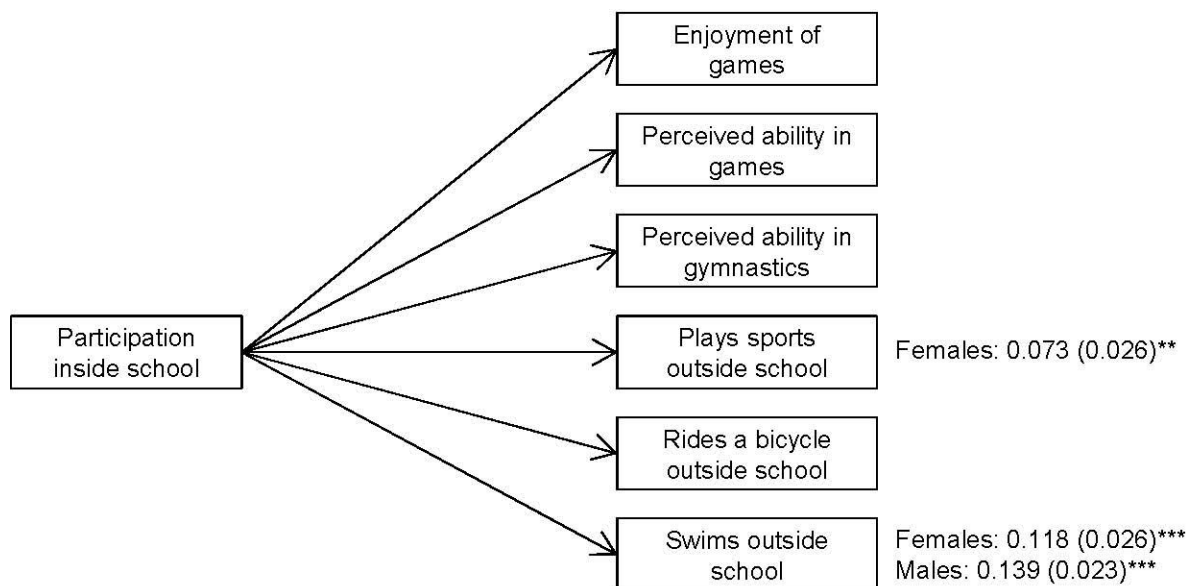 Enjoyment of
games
Perceived ability in
games
Perceived ability in
gymnastics
Participation
inside school
Plays sports
outside school
Females: 0.073 (0.026)**
Rides a bicycle
outside school
Swims outside
school
Females: 0.118 (0.026)***
Males: 0.139 (0.023)***